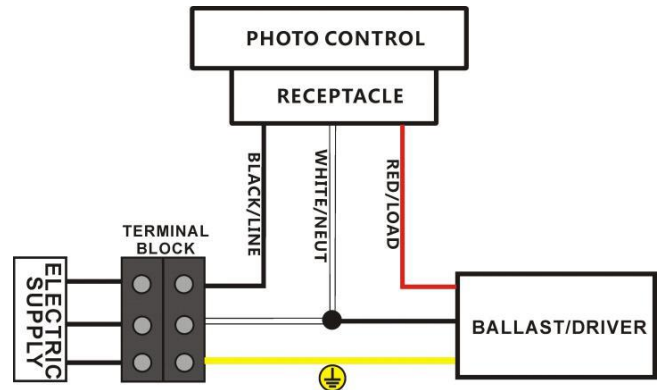 PHOTO CONTROL
RECEPTACLE
BLACK/LINE
WHITE/NEUT
RED/LOAD
TERMINAL
BLOCK
ELECTRIC
SUPPLY
BALLAST/DRIVER